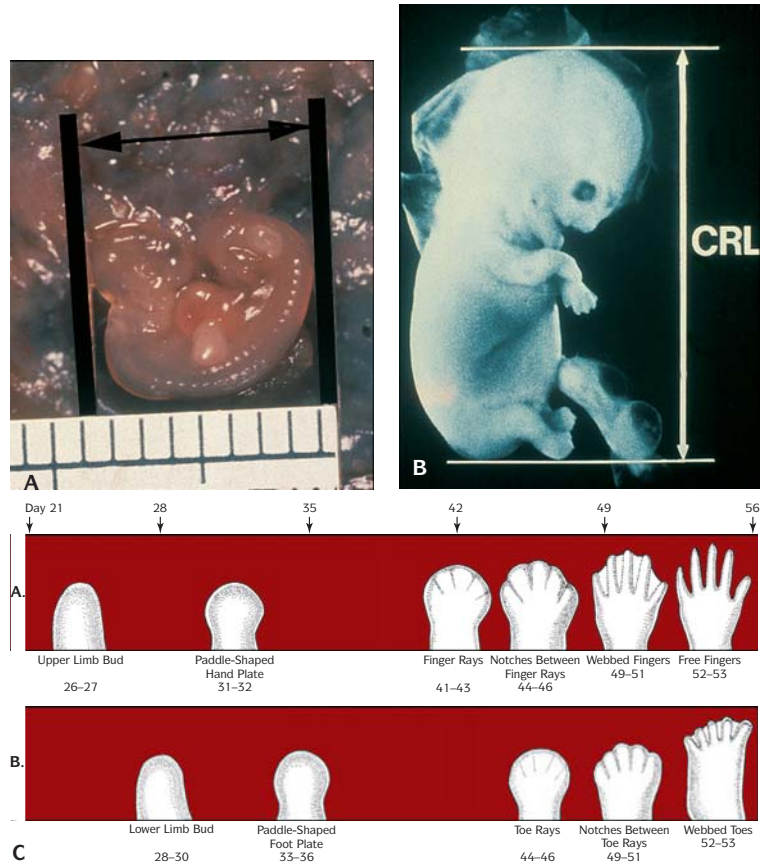 A
CRL
B
Day 21 28 35 42 49 56
A.
Upper Limb Bud
26–27
Paddle-Shaped
Hand Plate
31–32
Finger Rays
41–43
Notches Between
Finger Rays
44–46
Webbed Fingers
49–51
Free Fingers
52–53
B.
Lower Limb Bud
28–30
Paddle-Shaped
Foot Plate
33–36
Toe Rays
44–46
Notches Between
Toe Rays
49–51
Webbed Toes
52–53
C